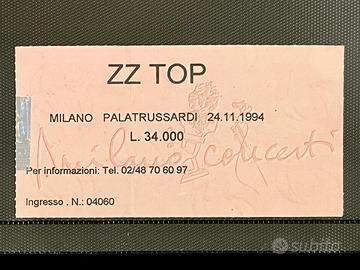 ZZ TOP
MILANO PALATRUSSARDI 24.11.1994
L. 34.000
Milano concerti
Per informazioni: Tel. 02/48 70 60 97
Ingresso . N.: 04060
subito